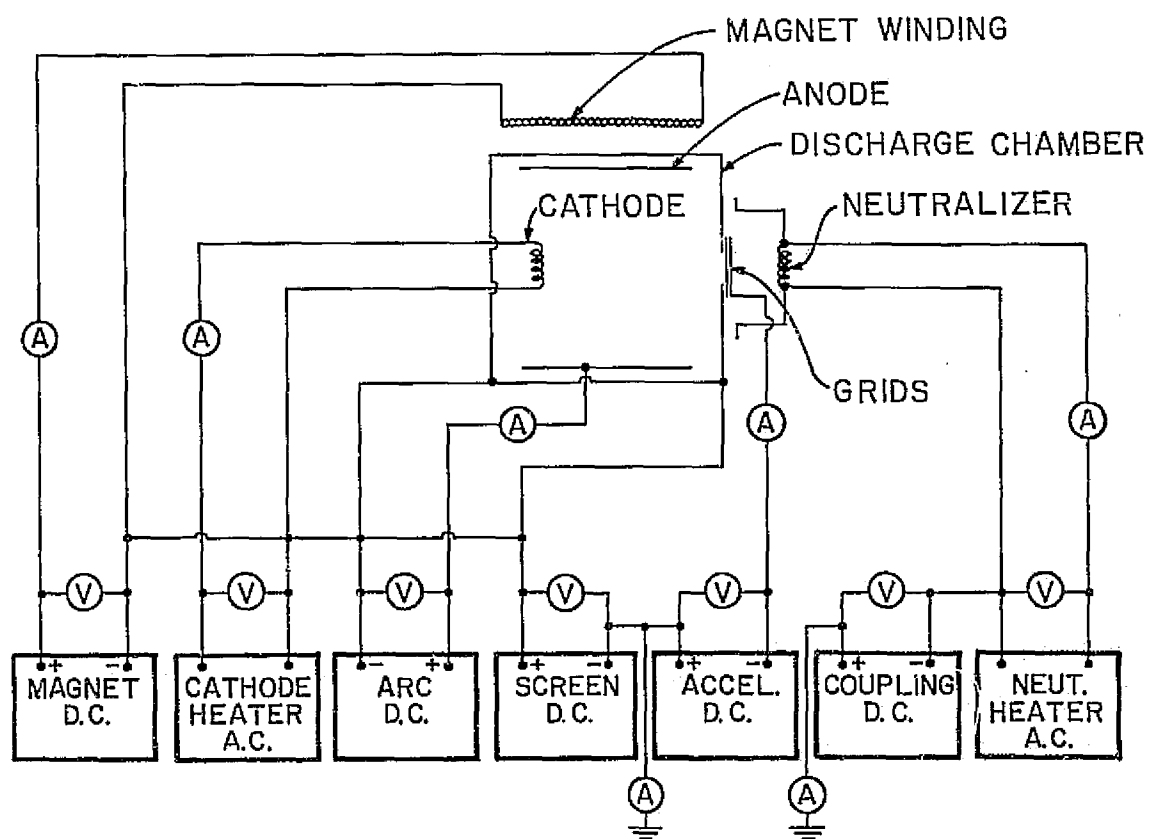 MAGNET WINDING
ANODE
DISCHARGE CHAMBER
CATHODE
NEUTRALIZER
A
A
GRIDS
A
A
A
V
V
V
V
V
V
V
+ -
- +
+ -
+ -
+ -
MAGNET
D.C.
CATHODE
HEATER
A.C.
ARC
D.C.
SCREEN
D.C.
ACCEL.
D.C.
COUPLING
D.C.
NEUT.
HEATER
A.C.
A
A